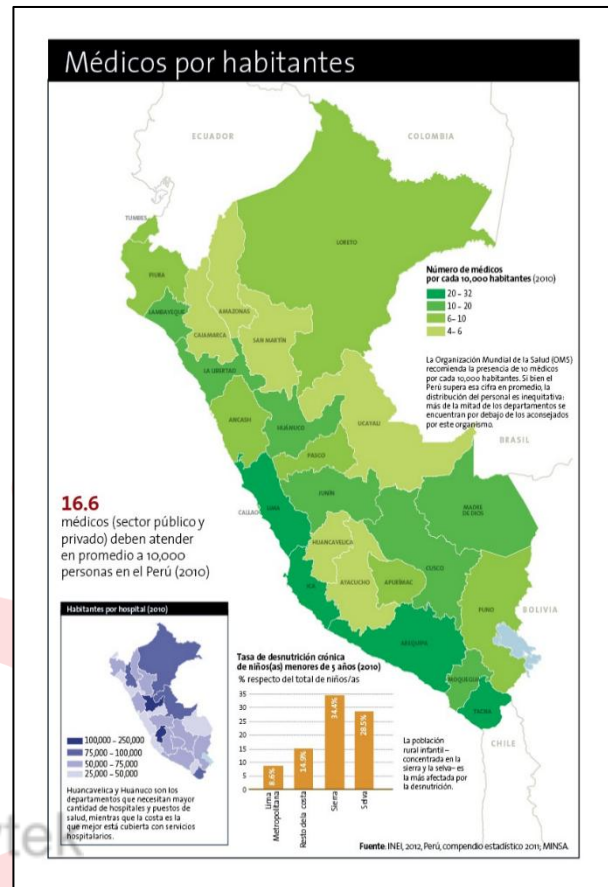 Médicos por habitantes
ECUADOR
COLOMBIA
TUMBES
LORETO
PIURA
LAMBAYEQUE
AMAZONAS
CAJAMARCA
SAN MARTÍN
LA LIBERTAD
ANCASH
HUÁNUCO
UCAYALI
PASCO
BRASIL
JUNÍN
MADRE
DE DIOS
CALLAO
LIMA
HUANCAVELICA
CUSCO
ICA
AYACUCHO
APURÍMAC
PUNO
BOLIVIA
AREQUIPA
MOQUEGUA
TACNA
CHILE
Número de médicos
por cada 10,000 habitantes (2010)
20 – 32
10 – 20
6 – 10
4 – 6
La Organización Mundial de la Salud (OMS)
recomienda la presencia de 10 médicos
por cada 10,000 habitantes. Si bien el
Perú supera esa cifra en promedio, la
distribución del personal es inequitativa:
más de la mitad de los departamentos se
encuentran por debajo de los aconsejados
por este organismo.
16.6
médicos (sector público y
privado) deben atender
en promedio a 10,000
personas en el Perú (2010)
Habitantes por hospital (2010)
100,000 – 250,000
75,000 – 100,000
50,000 – 75,000
25,000 – 50,000
Huancavelica y Huánuco son los
departamentos que necesitan mayor
cantidad de hospitales y puestos de
salud, mientras que la costa es la
que mejor está cubierta con servicios
hospitalarios.
Tasa de desnutrición crónica
de niños(as) menores de 5 años (2010)
% respecto del total de niños/as
35
30
25
20
15
10
5
0
8.6%
14.9%
34.4%
28.5%
Lima
Metropolitana
Resto de la costa
Sierra
Selva
La población
rural infantil –
concentrada en la
sierra y la selva– es
la más afectada por
la desnutrición.
Fuente: INEI, 2012, Perú, compendio estadístico 2011; MINSA.